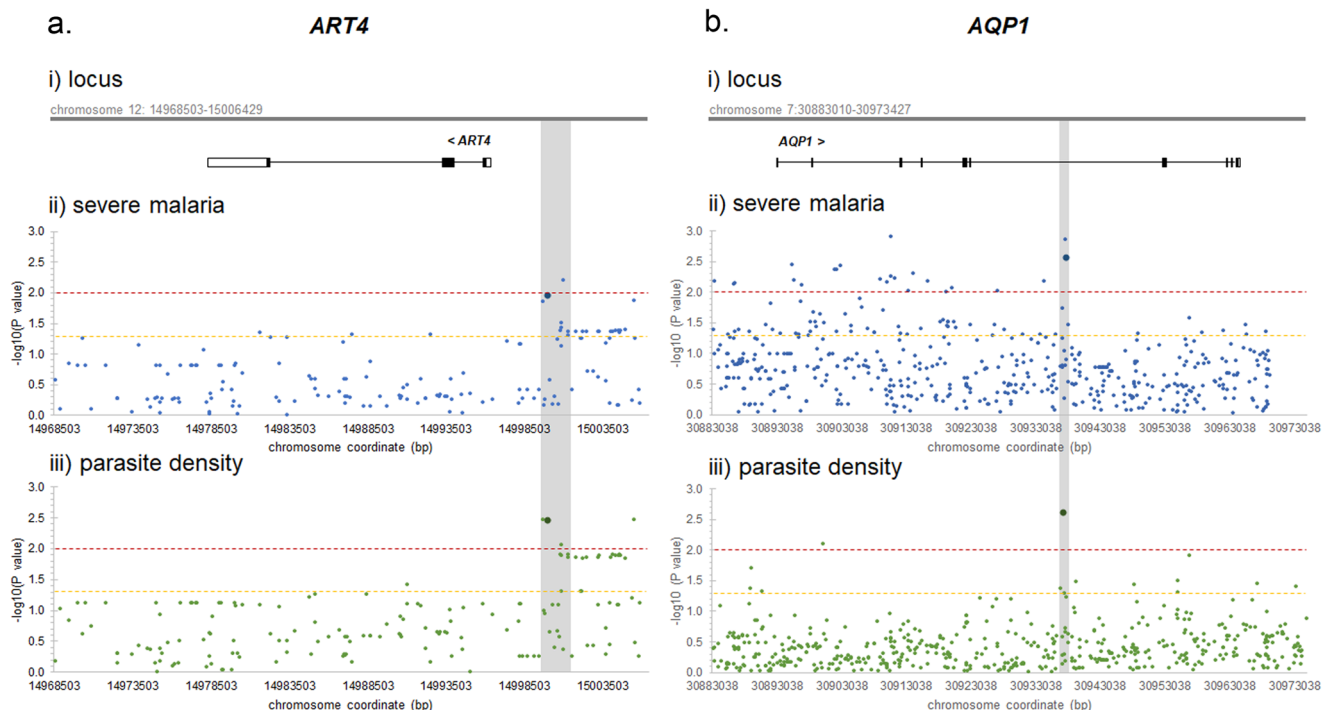 a.
ART4
i) locus
chromosome 12: 14968503-15006429
< ART4
ii) severe malaria
3.0
2.5
2.0
1.5
1.0
0.5
0.0
-log10(P value)
14968503 14973503 14978503 14983503 14988503 14993503 14998503 15003503
chromosome coordinate (bp)
iii) parasite density
3.0
2.5
2.0
1.5
1.0
0.5
0.0
-log10(P value)
14968503 14973503 14978503 14983503 14988503 14993503 14998503 15003503
chromosome coordinate (bp)
b.
AQP1
i) locus
chromosome 7:30883010-30973427
AQP1 >
ii) severe malaria
3.0
2.5
2.0
1.5
1.0
0.5
0.0
-log10 (P value)
30883038 30893038 30903038 30913038 30923038 30933038 30943038 30953038 30963038 30973038
chromosome coordinate (bp)
iii) parasite density
3.0
2.5
2.0
1.5
1.0
0.5
0.0
-log10 (P value)
30883038 30893038 30903038 30913038 30923038 30933038 30943038 30953038 30963038 30973038
chromosome coordinate (bp)